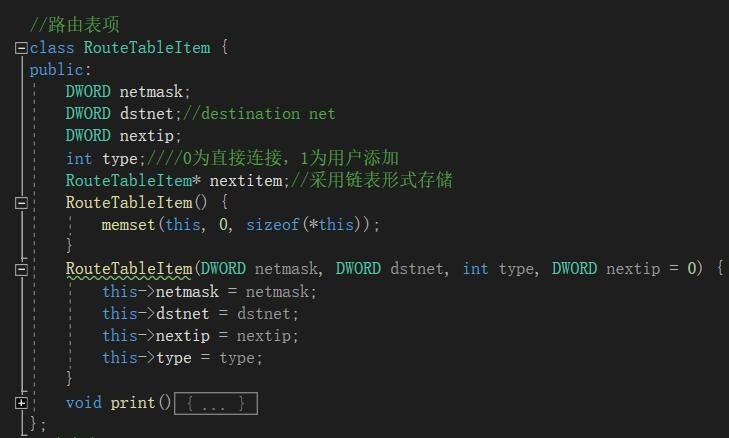 //路由表项
class RouteTableItem {
public:
DWORD netmask;
DWORD dstnet;//destination net
DWORD nextip;
int type;////0为直接连接，1为用户添加
RouteTableItem* nextitem;//采用链表形式存储
RouteTableItem() {
memset(this, 0, sizeof(*this));
}
RouteTableItem(DWORD netmask, DWORD dstnet, int type, DWORD nextip = 0) {
this->netmask = netmask;
this->dstnet = dstnet;
this->nextip = nextip;
this->type = type;
}
void print() { ... }
};